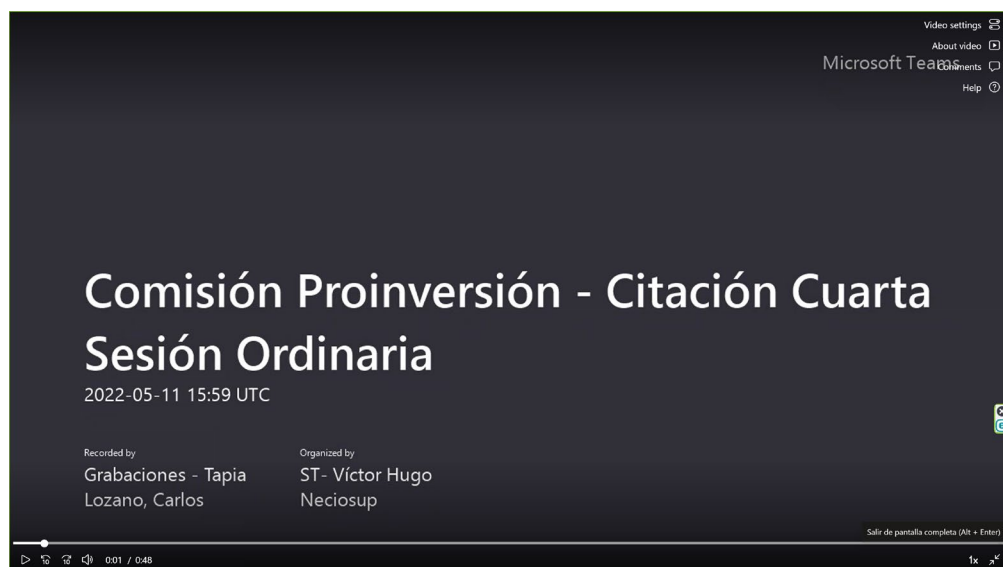 Video settings
About video
Microsoft Teams
Comments
Help
Comisión Proinversión - Citación Cuarta
Sesión Ordinaria
2022-05-11 15:59 UTC
Recorded by
Organized by
Grabaciones - Tapia
Lozano, Carlos
ST- Víctor Hugo
Neciosup
Salir de pantalla completa (Alt + Enter)
10
10
0:01 / 0:48
1x